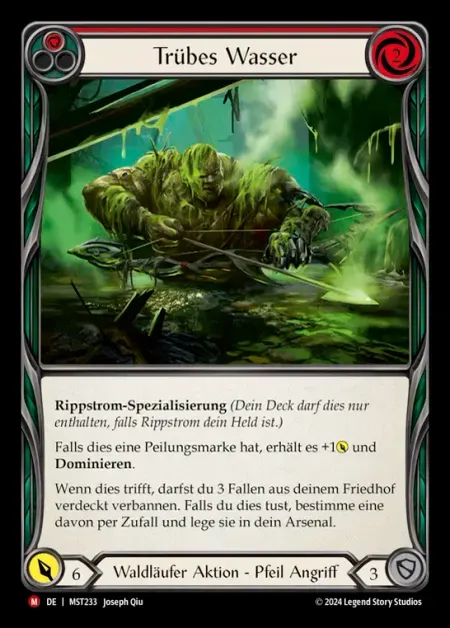 Trübes Wasser
2
Rippstrom-Spezialisierung (Dein Deck darf dies nur
enthalten, falls Rippstrom dein Held ist.)
Falls dies eine Peilungsmarke hat, erhält es +1 und
Dominieren.
Wenn dies trifft, darfst du 3 Fallen aus deinem Friedhof
verdeckt verbannen. Falls du dies tust, bestimme eine
davon per Zufall und lege sie in dein Arsenal.
6
Waldläufer Aktion - Pfeil Angriff
3
M DE | MST233 Joseph Qiu
© 2024 Legend Story Studios